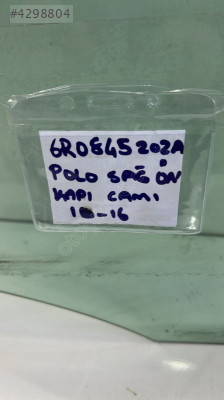 #4298804
6R0845202A
POLO SAĞ ÖN
KAPI CAMI
10-16